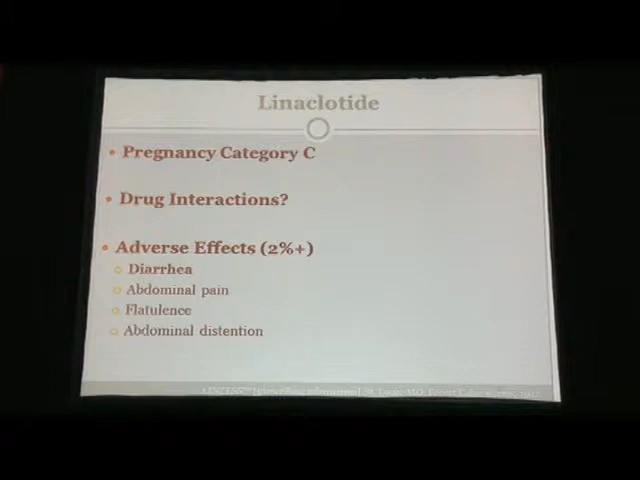 Linaclotide
• Pregnancy Category C
• Drug Interactions?
• Adverse Effects (2%+)
○ Diarrhea
○ Abdominal pain
○ Flatulence
○ Abdominal distention